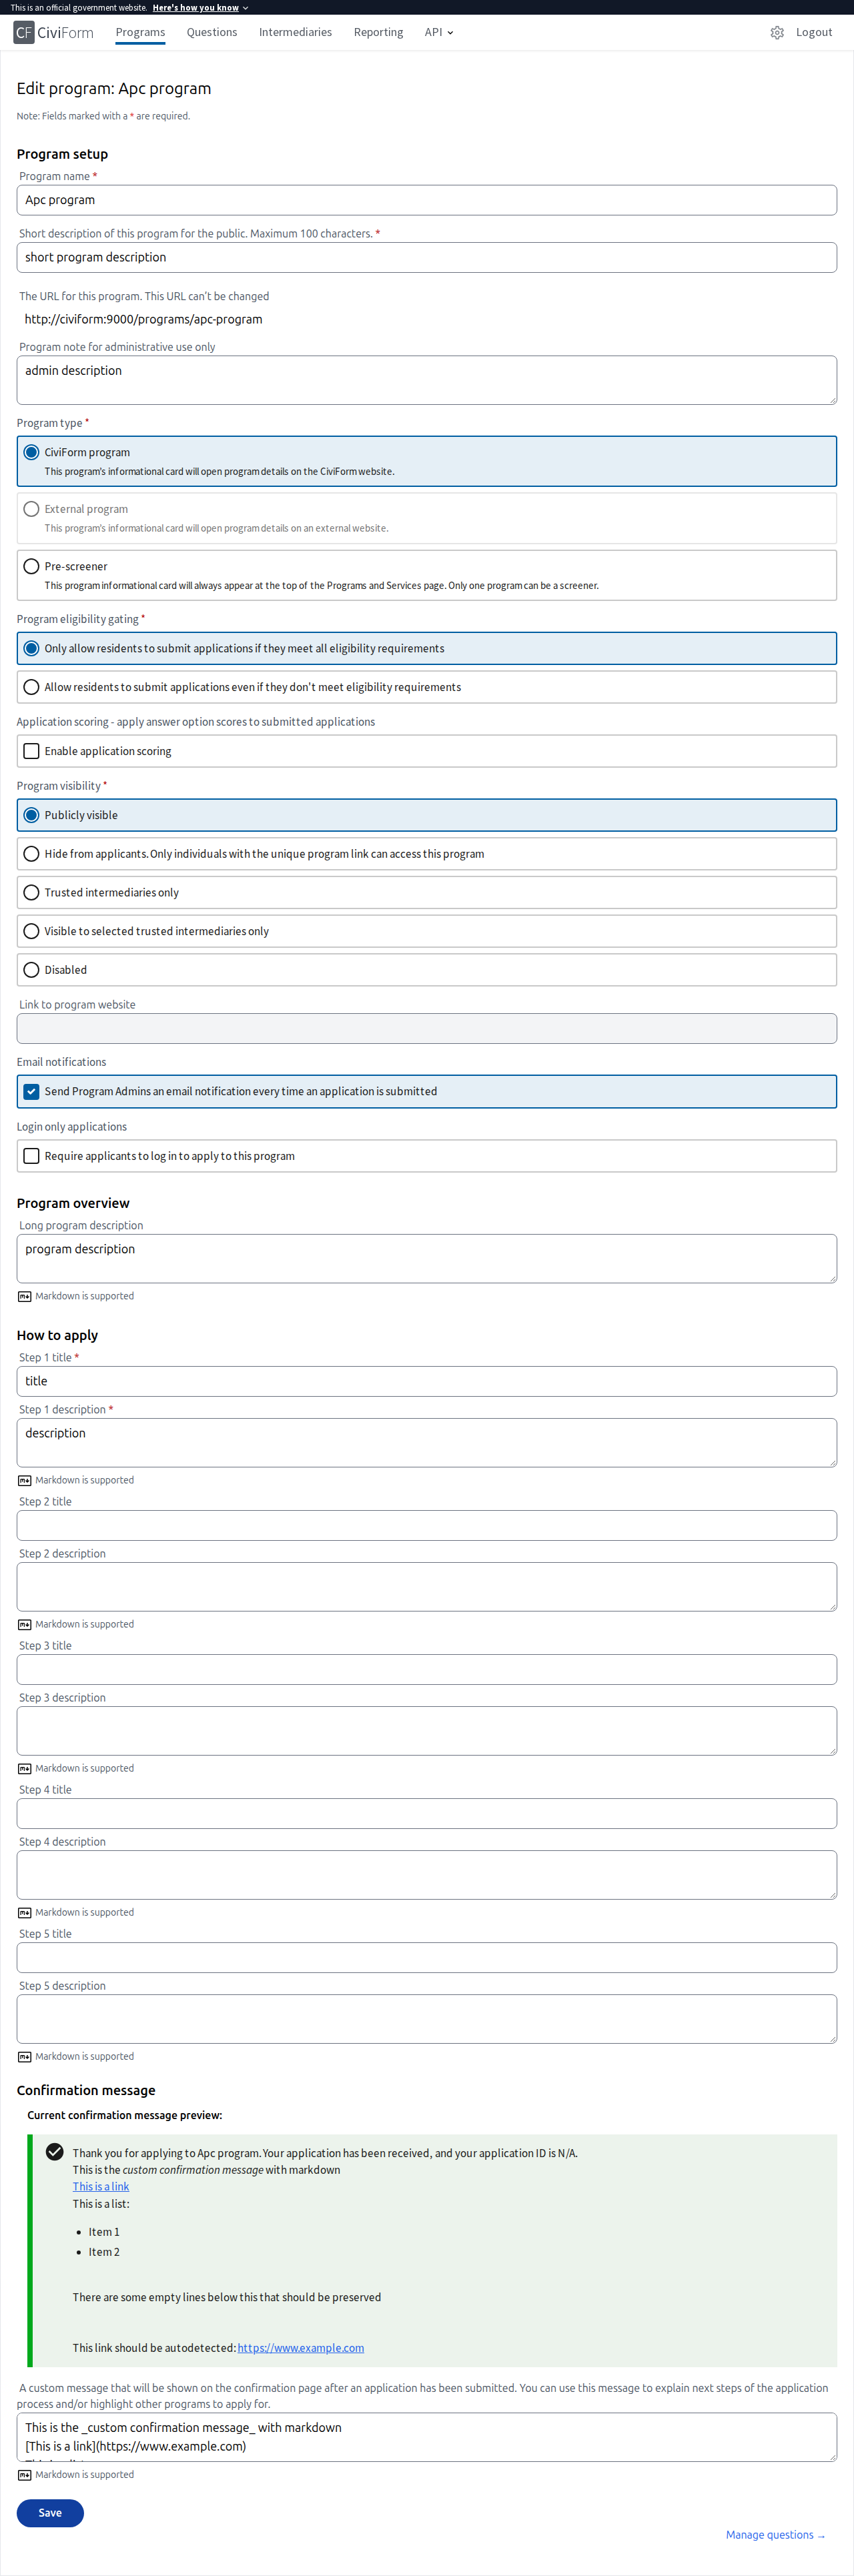 This is an official government website. Here's how you know
CF CiviForm Programs Questions Intermediaries Reporting API Logout
Edit program: Apc program
Note: Fields marked with a * are required.
Program setup
Program name *
Apc program
Short description of this program for the public. Maximum 100 characters. *
short program description
The URL for this program. This URL can't be changed
http://civiform:9000/programs/apc-program
Program note for administrative use only
admin description
Program type *
CiviForm program
This program's informational card will open program details on the CiviForm website.
External program
This program's informational card will open program details on an external website.
Pre-screener
This program informational card will always appear at the top of the Programs and Services page. Only one program can be a screener.
Program eligibility gating *
Only allow residents to submit applications if they meet all eligibility requirements
Allow residents to submit applications even if they don't meet eligibility requirements
Application scoring - apply answer option scores to submitted applications
Enable application scoring
Program visibility *
Publicly visible
Hide from applicants. Only individuals with the unique program link can access this program
Trusted intermediaries only
Visible to selected trusted intermediaries only
Disabled
Link to program website
Email notifications
Send Program Admins an email notification every time an application is submitted
Login only applications
Require applicants to log in to apply to this program
Program overview
Long program description
program description
Markdown is supported
How to apply
Step 1 title *
title
Step 1 description *
description
Markdown is supported
Step 2 title
Step 2 description
Markdown is supported
Step 3 title
Step 3 description
Markdown is supported
Step 4 title
Step 4 description
Markdown is supported
Step 5 title
Step 5 description
Markdown is supported
Confirmation message
Current confirmation message preview:
Thank you for applying to Apc program. Your application has been received, and your application ID is N/A.
This is the custom confirmation message with markdown
This is a link
This is a list:
• Item 1
• Item 2
There are some empty lines below this that should be preserved
This link should be autodetected: https://www.example.com
A custom message that will be shown on the confirmation page after an application has been submitted. You can use this message to explain next steps of the application
process and/or highlight other programs to apply for.
This is the _custom confirmation message_ with markdown
[This is a link](https://www.example.com)
Markdown is supported
Save
Manage questions →